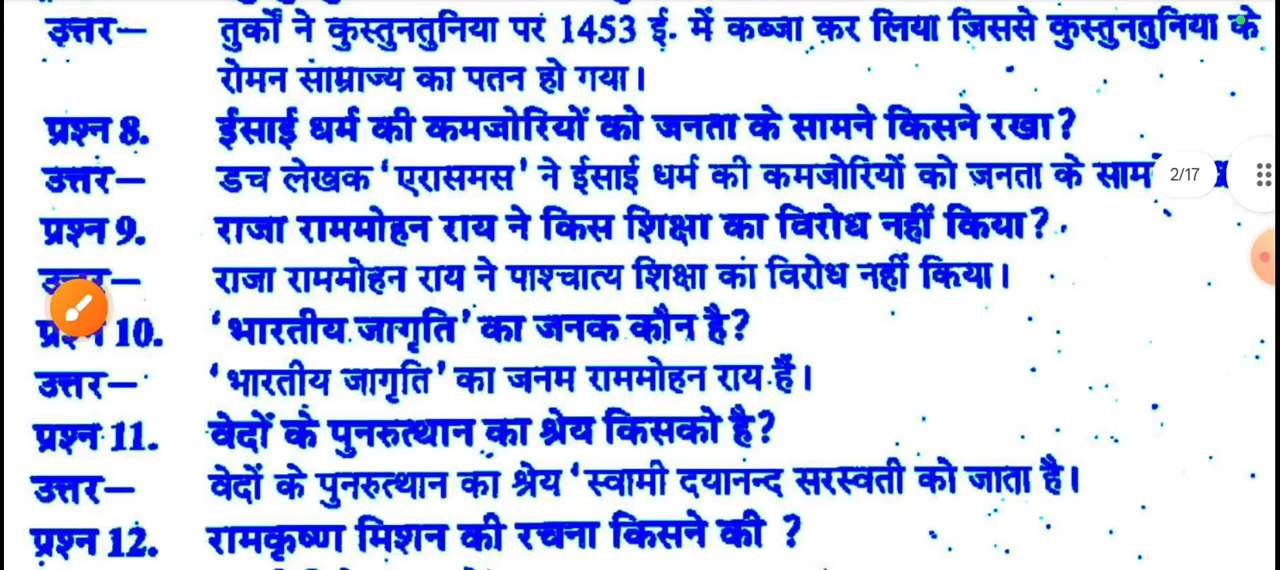 उत्तर– तुर्कों ने कुस्तुनतुनिया पर 1453 ई. में कब्जा कर लिया जिससे कुस्तुनतुनिया के
रोमन साम्राज्य का पतन हो गया।
प्रश्न 8. ईसाई धर्म की कमजोरियों को जनता के सामने किसने रखा?
उत्तर– डच लेखक 'एरासमस' ने ईसाई धर्म की कमजोरियों को जनता के
2/17
प्रश्न 9. राजा राममोहन राय ने किस शिक्षा का विरोध नहीं किया?
उत्तर– राजा राममोहन राय ने पाश्चात्य शिक्षा का विरोध नहीं किया।
प्रश्न 10. 'भारतीय जागृति' का जनक कौन है?
उत्तर– 'भारतीय जागृति' का जनम राममोहन राय हैं।
प्रश्न 11. वेदों के पुनरुत्थान का श्रेय किसको है?
उत्तर– वेदों के पुनरुत्थान का श्रेय 'स्वामी दयानन्द सरस्वती को जाता है।
प्रश्न 12. रामकृष्ण मिशन की रचना किसने की ?